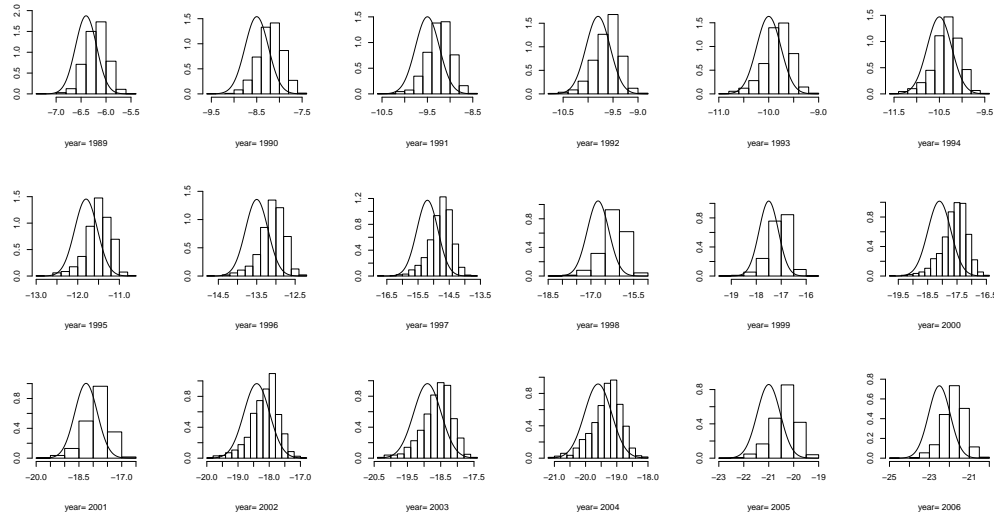 0.0 0.5 1.0 1.5 2.0
−7.0 −6.5 −6.0 −5.5
year= 1989
0.0 0.5 1.0 1.5
−9.5 −8.5 −7.5
year= 1990
0.0 0.5 1.0 1.5
−10.5 −9.5 −8.5
year= 1991
0.0 0.5 1.0 1.5
−10.5 −9.0
year= 1992
0.0 0.5 1.0 1.5
−11.0 −10.0 −9.0
year= 1993
0.0 0.5 1.0 1.5
−11.5 −10.5 −9.5
year= 1994
0.0 0.5 1.0 1.5
−13.0 −12.0 −11.0
year= 1995
0.0 0.5 1.0 1.5
−14.5 −13.5 −12.5
year= 1996
0.0 0.4 0.8 1.2
−16.5 −15.5 −14.5 −13.5
year= 1997
0.0 0.4 0.8
−18.5 −17.0 −15.5
year= 1998
0.0 0.4 0.8
−19 −18 −17 −16
year= 1999
0.0 0.4 0.8
−19.5 −18.5 −17.5 −16.5
year= 2000
0.0 0.4 0.8
−20.0 −18.5 −17.0
year= 2001
0.0 0.4 0.8
−20.0 −19.0 −18.0 −17.0
year= 2002
0.0 0.4 0.8
−20.5 −19.5 −18.5 −17.5
year= 2003
0.0 0.4 0.8
−20.0 −19.0 −18.0
year= 2004
0.0 0.4 0.8
−23 −22 −21 −20 −19
year= 2005
0.0 0.2 0.4 0.6 0.8
−25 −23 −21
year= 2006